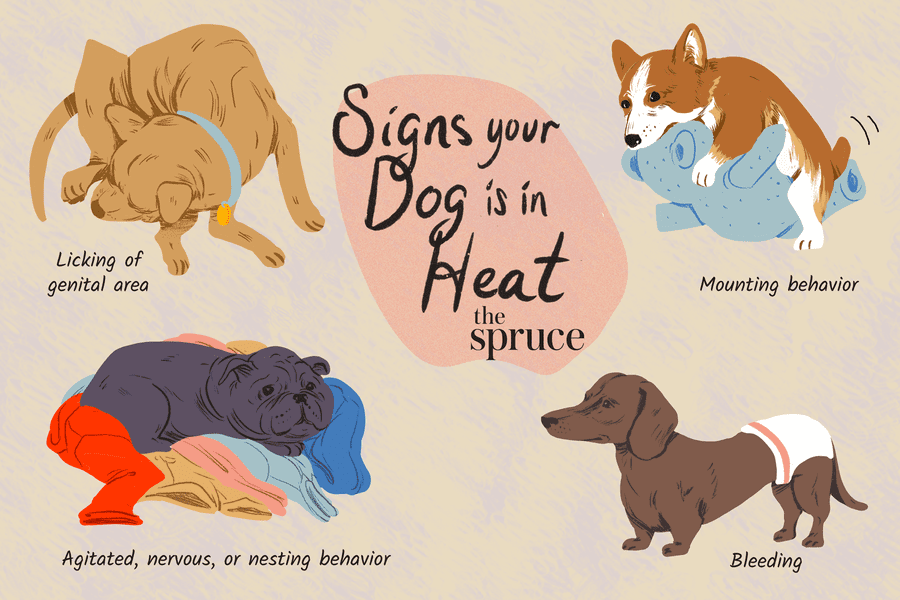 Signs your
Dog is in
Heat
the
spruce
Licking of
genital area
Mounting behavior
Agitated, nervous, or nesting behavior
Bleeding